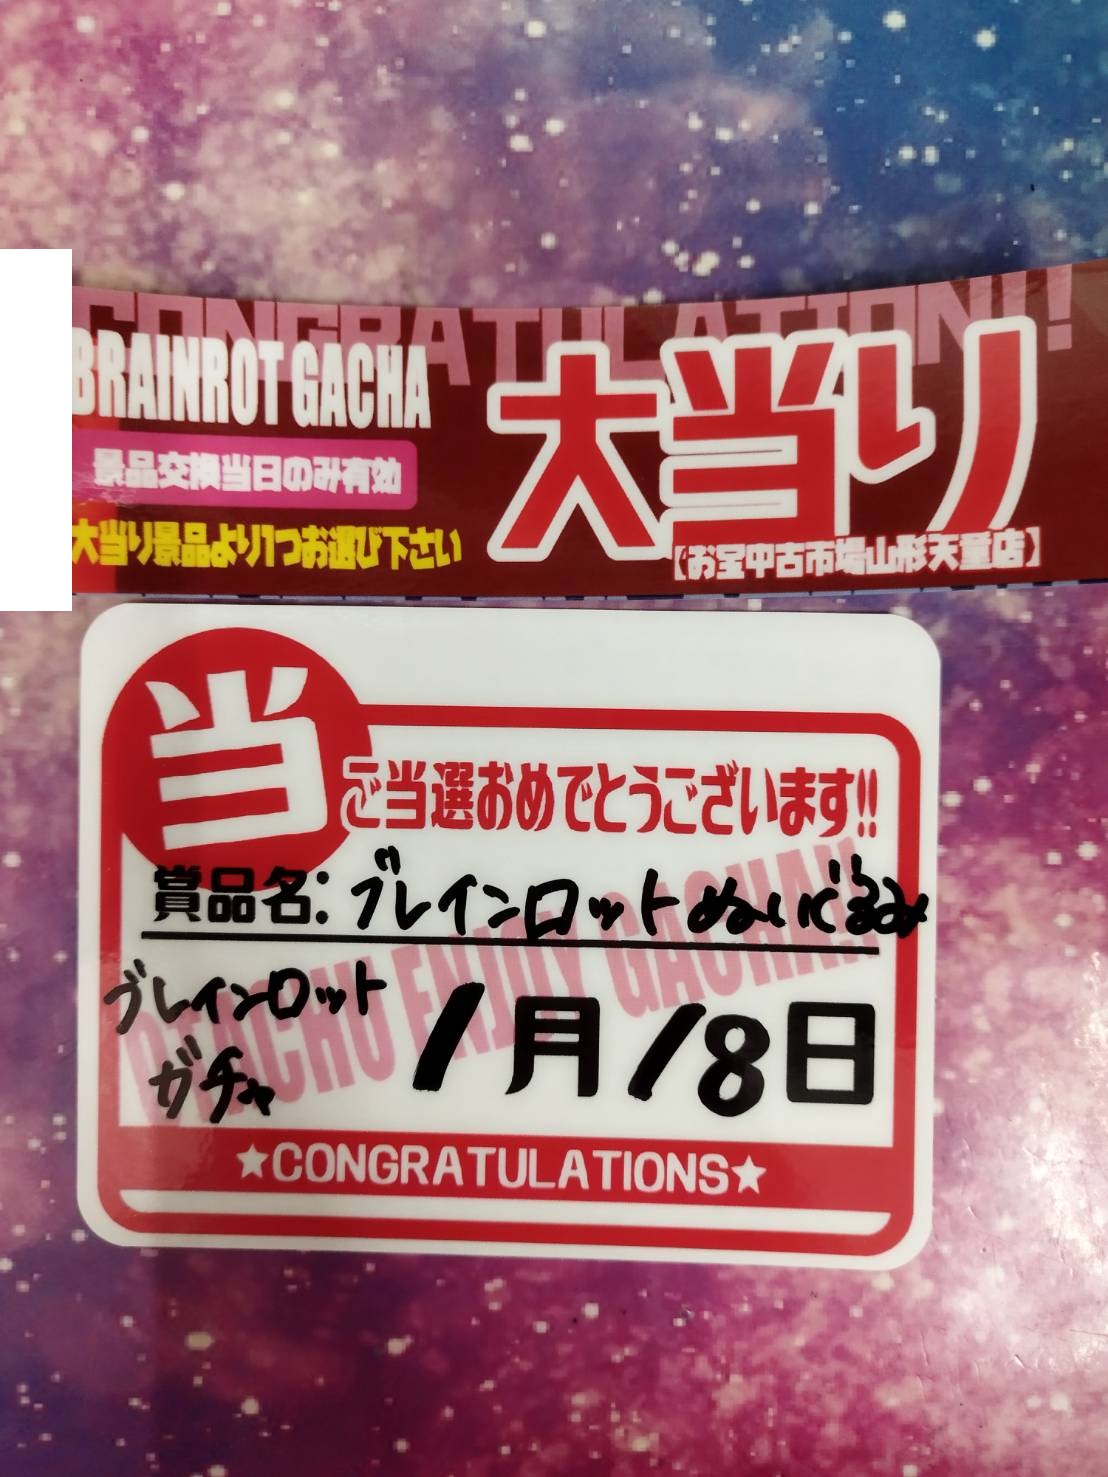 CONGRATULATION!!
BRAINROT GACHA
大当り
景品交換当日のみ有効
大当り景品より1つお選び下さい
【お宝中古市場山形天童店】
当
ご当選おめでとうございます!!
賞品名:ブレインロットぬいぐるみ
ENJOY GACHA!!
ブレインロット
ガチャ
1月18日
★CONGRATULATIONS★